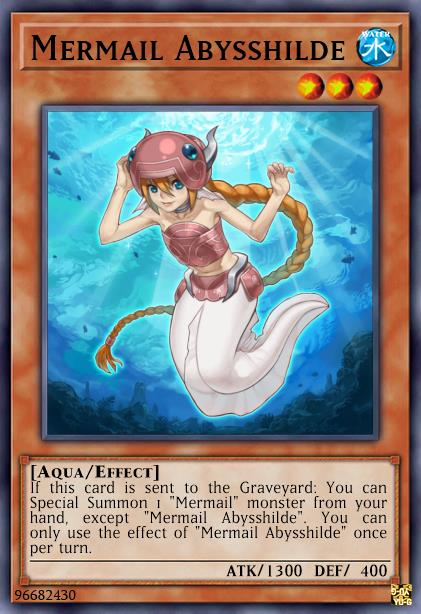 Mermail Abysshilde
WATER
水
[Aqua/Effect]
If this card is sent to the Graveyard: You can
Special Summon 1 "Mermail" monster from your
hand, except "Mermail Abysshilde". You can
only use the effect of "Mermail Abysshilde" once
per turn.
ATK/1300 DEF/ 400
96682430